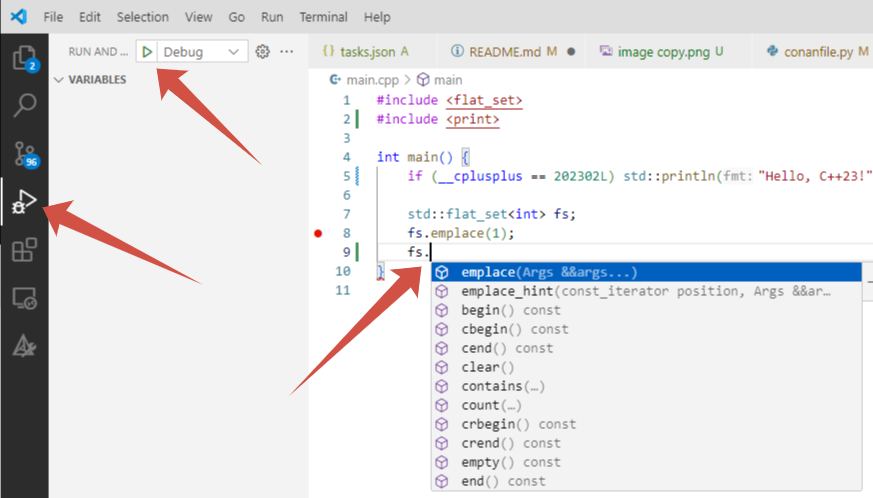 File Edit Selection View Go Run Terminal Help
RUN AND ... Debug ...
tasks.json A README.md M image copy.png U conanfile.py M
2
VARIABLES
main.cpp > main
96
1 #include <flat_set>
2 #include <print>
3
4 int main() {
5 if (__cplusplus == 202302L) std::println(fmt: "Hello, C++23!"
6
7 std::flat_set<int> fs;
8 fs.emplace(1);
9 fs.
10 }
11
emplace(Args &&args...)
emplace_hint(const_iterator position, Args &&ar…
begin() const
cbegin() const
cend() const
clear()
contains(…)
count(…)
crbegin() const
crend() const
empty() const
end() const